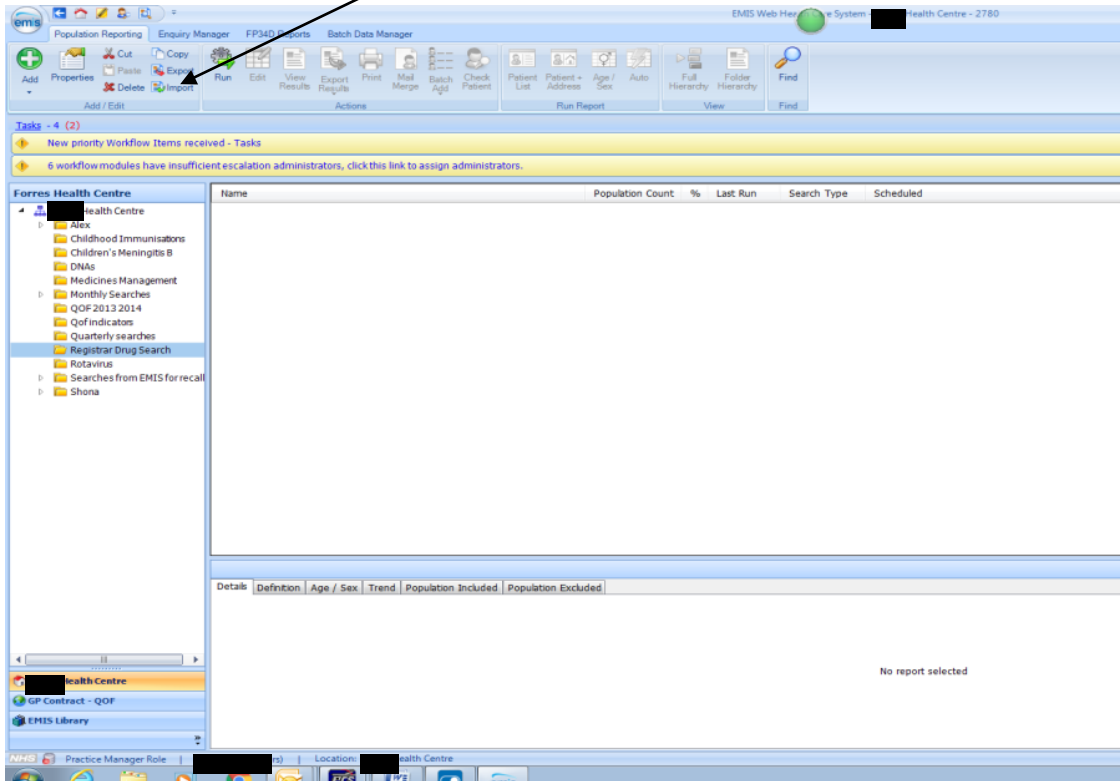 emis
EMIS Web Health Care System - Health Centre - 2780
Population Reporting Enquiry Manager FP34D Reports Batch Data Manager
Add Properties Cut Copy Paste Export Delete Import
Run Edit View Results Export Results Print Mail Merge Batch Add Check Patient
Patient List Patient + Address Age / Sex Auto Full Hierarchy Folder Hierarchy Find
Add / Edit Actions Run Report View Find
Tasks - 4 (2)
New priority Workflow Items received - Tasks
6 workflow modules have insufficient escalation administrators, click this link to assign administrators.
Forres Health Centre
Name Population Count % Last Run Search Type Scheduled
Health Centre
Alex
Childhood Immunisations
Children's Meningitis B
DNAs
Medicines Management
Monthly Searches
QOF 2013 2014
Qof indicators
Quarterly searches
Registrar Drug Search
Rotavirus
Searches from EMIS for recall
Shona
Details Definition Age / Sex Trend Population Included Population Excluded
No report selected
Health Centre
GP Contract - QOF
EMIS Library
NHS Practice Manager Role | rs) | Location: ealth Centre